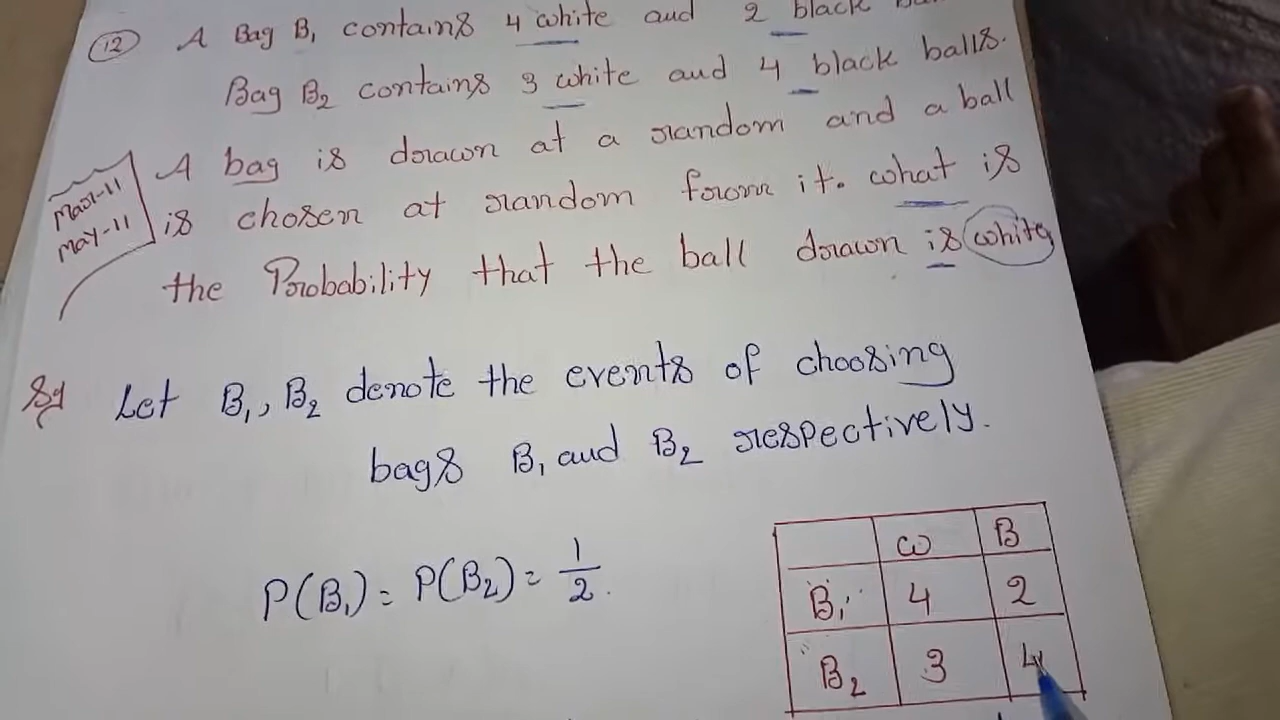 12 A Bag B1 contains 4 white and 2 black
Bag B2 contains 3 white and 4 black balls.
A bag is drawn at a random and a ball
Mar-11
May-11
is chosen at random from it. what is
the Probability that the ball drawn is white
Sol Let B1, B2 denote the events of choosing
bags B1 and B2 respectively.
P(B1) = P(B2) = 1/2.
W B
B1 4 2
B2 3 4